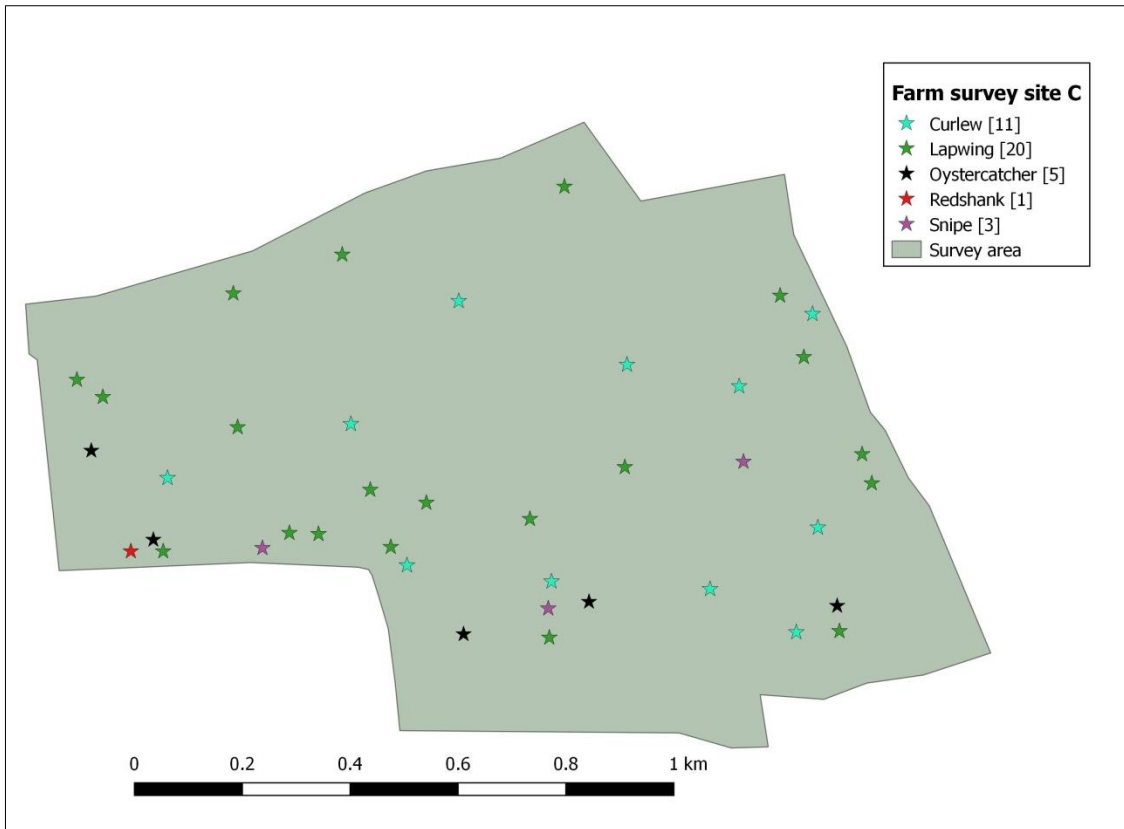 Farm survey site C
Curlew [11]
Lapwing [20]
Oystercatcher [5]
Redshank [1]
Snipe [3]
Survey area
0 0.2 0.4 0.6 0.8 1 km